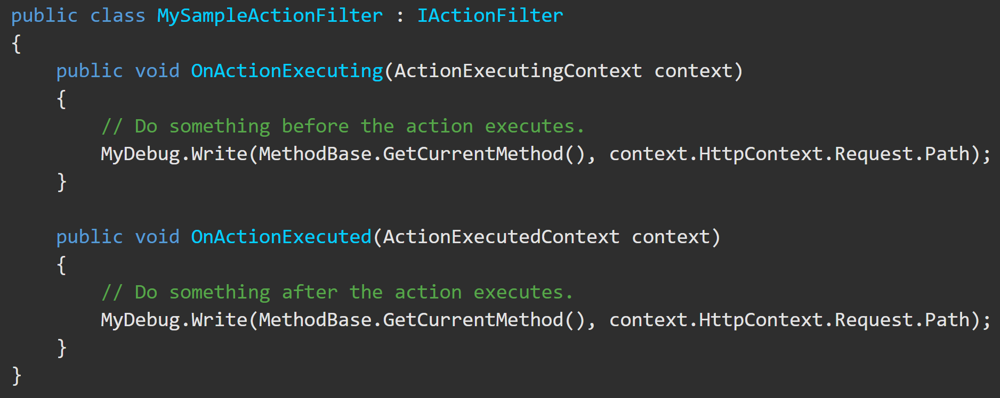 public class MySampleActionFilter : IActionFilter
{
    public void OnActionExecuting(ActionExecutingContext context)
    {
        // Do something before the action executes.
        MyDebug.Write(MethodBase.GetCurrentMethod(), context.HttpContext.Request.Path);
    }

    public void OnActionExecuted(ActionExecutedContext context)
    {
        // Do something after the action executes.
        MyDebug.Write(MethodBase.GetCurrentMethod(), context.HttpContext.Request.Path);
    }
}